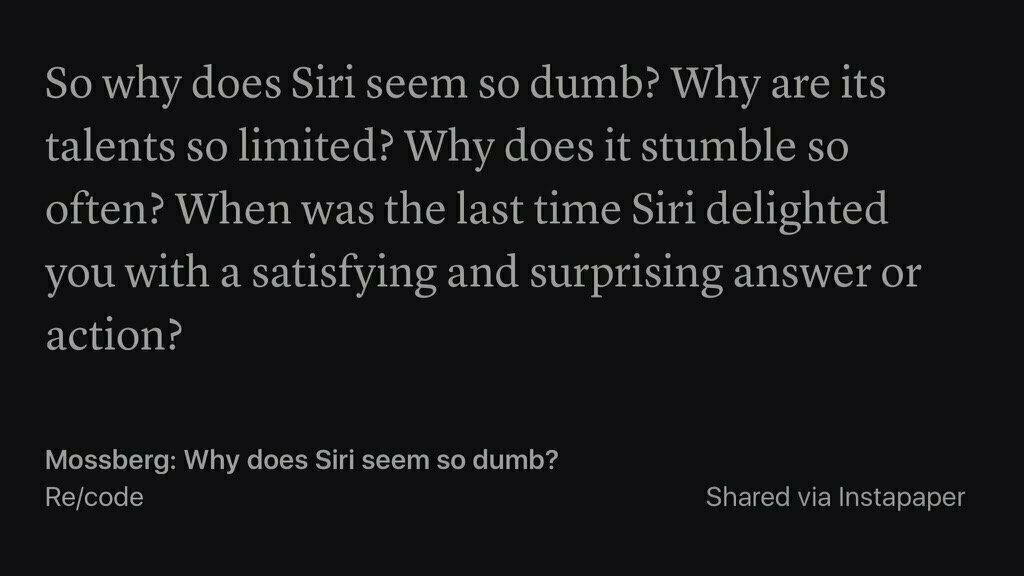 So why does Siri seem so dumb? Why are its
talents so limited? Why does it stumble so
often? When was the last time Siri delighted
you with a satisfying and surprising answer or
action?
Mossberg: Why does Siri seem so dumb?
Re/code
Shared via Instapaper